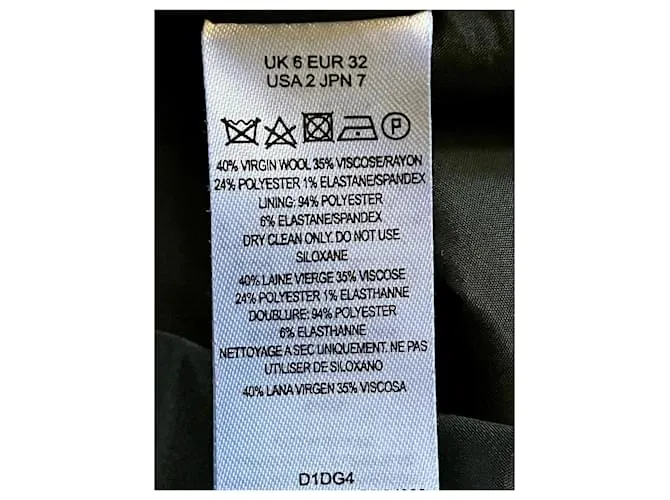 UK 6 EUR 32
USA 2 JPN 7
P
40% VIRGIN WOOL 35% VISCOSE/RAYON
24% POLYESTER 1% ELASTANE/SPANDEX
LINING: 94% POLYESTER
6% ELASTANE/SPANDEX
DRY CLEAN ONLY. DO NOT USE
SILOXANE
40% LAINE VIERGE 35% VISCOSE
24% POLYESTER 1% ELASTHANNE
DOUBLURE: 94% POLYESTER
6% ELASTHANNE
NETTOYAGE A SEC UNIQUEMENT. NE PAS
UTILISER DE SILOXANO
40% LANA VIRGEN 35% VISCOSA
D1DG4